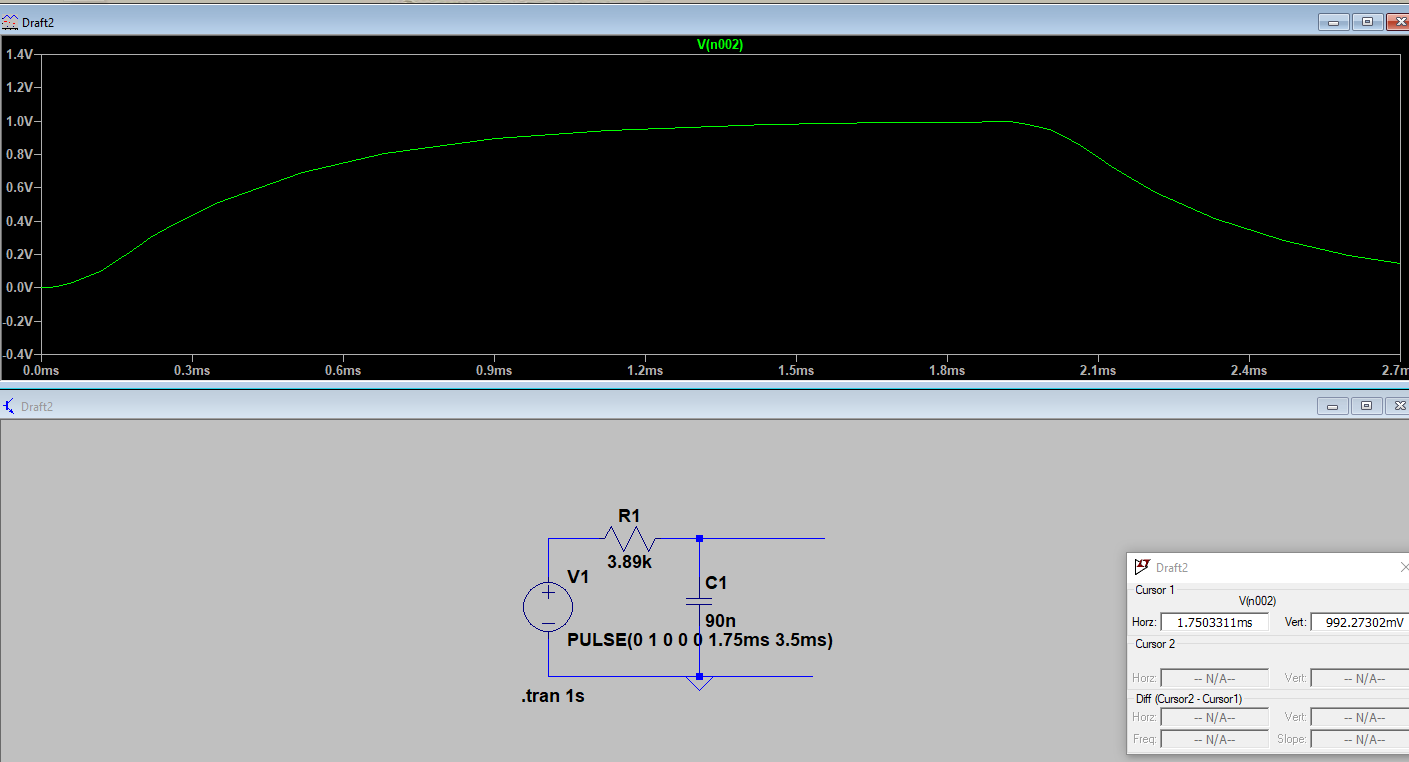 Draft2
V(n002)
1.4V
1.2V
1.0V
0.8V
0.6V
0.4V
0.2V
0.0V
-0.2V
-0.4V
0.0ms 0.3ms 0.6ms 0.9ms 1.2ms 1.5ms 1.8ms 2.1ms 2.4ms 2.7m
Draft2
R1
3.89k
V1
C1
90n
PULSE(0 1 0 0 0 1.75ms 3.5ms)
.tran 1s
Draft2
Cursor 1
V(n002)
Horz: 1.7503311ms Vert: 992.27302mV
Cursor 2
Horz: -- N/A-- Vert: -- N/A--
Diff (Cursor2 - Cursor1)
Horz: -- N/A-- Vert: -- N/A--
Freq: -- N/A-- Slope: -- N/A--